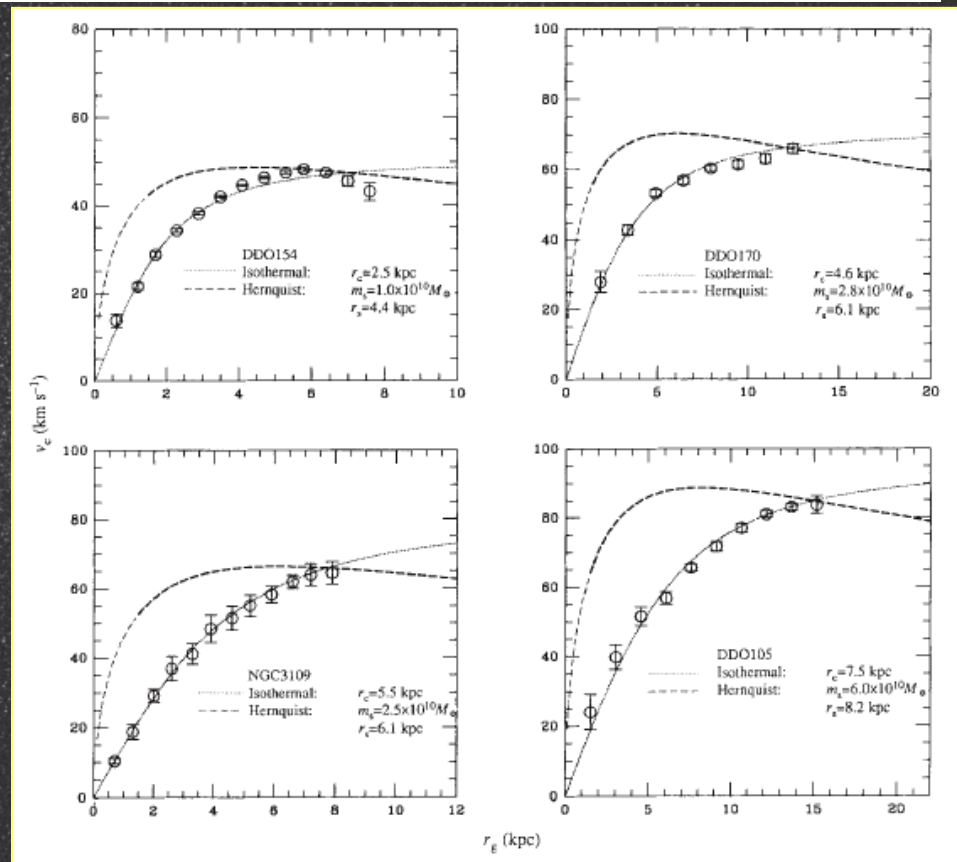 80
60
40
20
0
0 2 4 6 8 10
DDO154
Isothermal: r_c=2.5 kpc
Hernquist: m_s=1.0×10^10 M⊙
r_s=4.4 kpc
100
80
60
40
20
0
0 5 10 15 20
DDO170
Isothermal: r_c=4.6 kpc
Hernquist: m_s=2.8×10^10 M⊙
r_s=6.1 kpc
v_c (km s^-1)
100
80
60
40
20
0
0 2 4 6 8 10 12
NGC3109
Isothermal: r_c=5.5 kpc
Hernquist: m_s=2.5×10^10 M⊙
r_s=6.1 kpc
100
80
60
40
20
0
0 5 10 15 20
DDO105
Isothermal: r_c=7.5 kpc
Hernquist: m_s=6.0×10^10 M⊙
r_s=8.2 kpc
r_g (kpc)